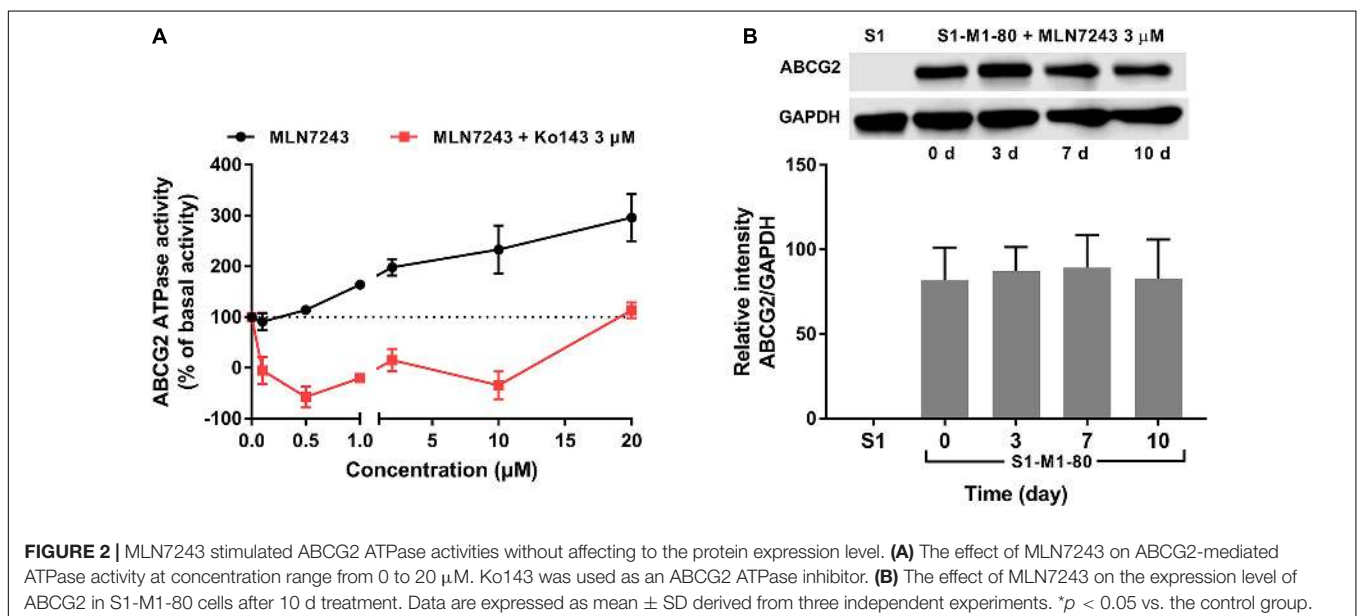 A
MLN7243 MLN7243 + Ko143 3 µM
ABCG2 ATPase activity
(% of basal activity)
400
300
200
100
0
-100
0.0 0.5 1.0 5 10 15 20
Concentration (µM)
B
S1 S1-M1-80 + MLN7243 3 µM
ABCG2
GAPDH
0 d 3 d 7 d 10 d
Relative intensity
ABCG2/GAPDH
150
100
50
0
S1 0 3 7 10
S1-M1-80
Time (day)
FIGURE 2 | MLN7243 stimulated ABCG2 ATPase activities without affecting to the protein expression level. (A) The effect of MLN7243 on ABCG2-mediated
ATPase activity at concentration range from 0 to 20 µM. Ko143 was used as an ABCG2 ATPase inhibitor. (B) The effect of MLN7243 on the expression level of
ABCG2 in S1-M1-80 cells after 10 d treatment. Data are expressed as mean ± SD derived from three independent experiments. *p < 0.05 vs. the control group.